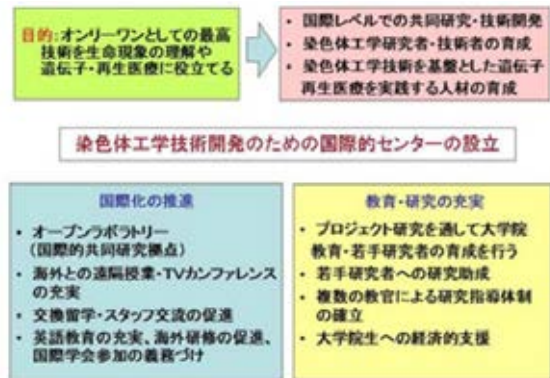 目的:オンリーワンとしての最高
技術を生命現象の理解や
遺伝子・再生医療に役立てる
・ 国際レベルでの共同研究・技術開発
・ 染色体工学研究者・技術者の育成
・ 染色体工学技術を基盤とした遺伝子
再生医療を実践する人材の育成
染色体工学技術開発のための国際的センターの設立
国際化の推進
・ オープンラボラトリー
(国際的共同研究拠点)
・ 海外との遠隔授業・TVカンファレンス
の充実
・ 交換留学・スタッフ交流の促進
・ 英語教育の充実、海外研修の促進、
国際学会参加の義務づけ
教育・研究の充実
・ プロジェクト研究を通して大学院
教育・若手研究者の育成を行う
・ 若手研究者への研究助成
・ 複数の教官による研究指導体制
の確立
・ 大学院生への経済的支援